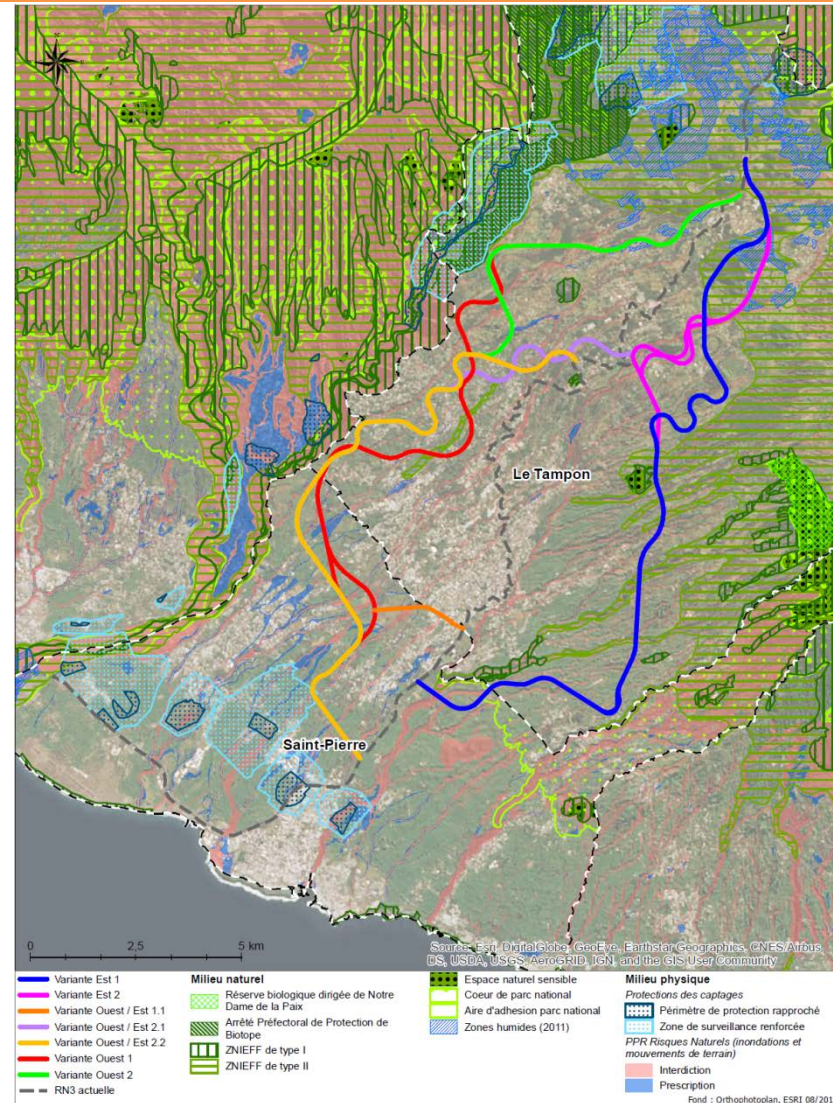 Le Tampon
Saint-Pierre
0 2,5 5 km
Source: Esri, DigitalGlobe, GeoEye, Earthstar Geographics, CNES/Airbus
DS, USDA, USGS, AeroGRID, IGN, and the GIS User Community
Variante Est 1
Variante Est 2
Variante Ouest / Est 1.1
Variante Ouest / Est 2.1
Variante Ouest / Est 2.2
Variante Ouest 1
Variante Ouest 2
RN3 actuelle
Milieu naturel
Réserve biologique dirigée de Notre
Dame de la Paix
Arrêté Préfectoral de Protection de
Biotope
ZNIEFF de type I
ZNIEFF de type II
Espace naturel sensible
Coeur de parc national
Aire d'adhesion parc national
Zones humides (2011)
Milieu physique
Protections des captages
Périmètre de protection rapproché
Zone de surveillance renforcée
PPR Risques Naturels (inondations et
mouvements de terrain)
Interdiction
Prescription
Fond : Orthophotoplan, ESRI 08/201